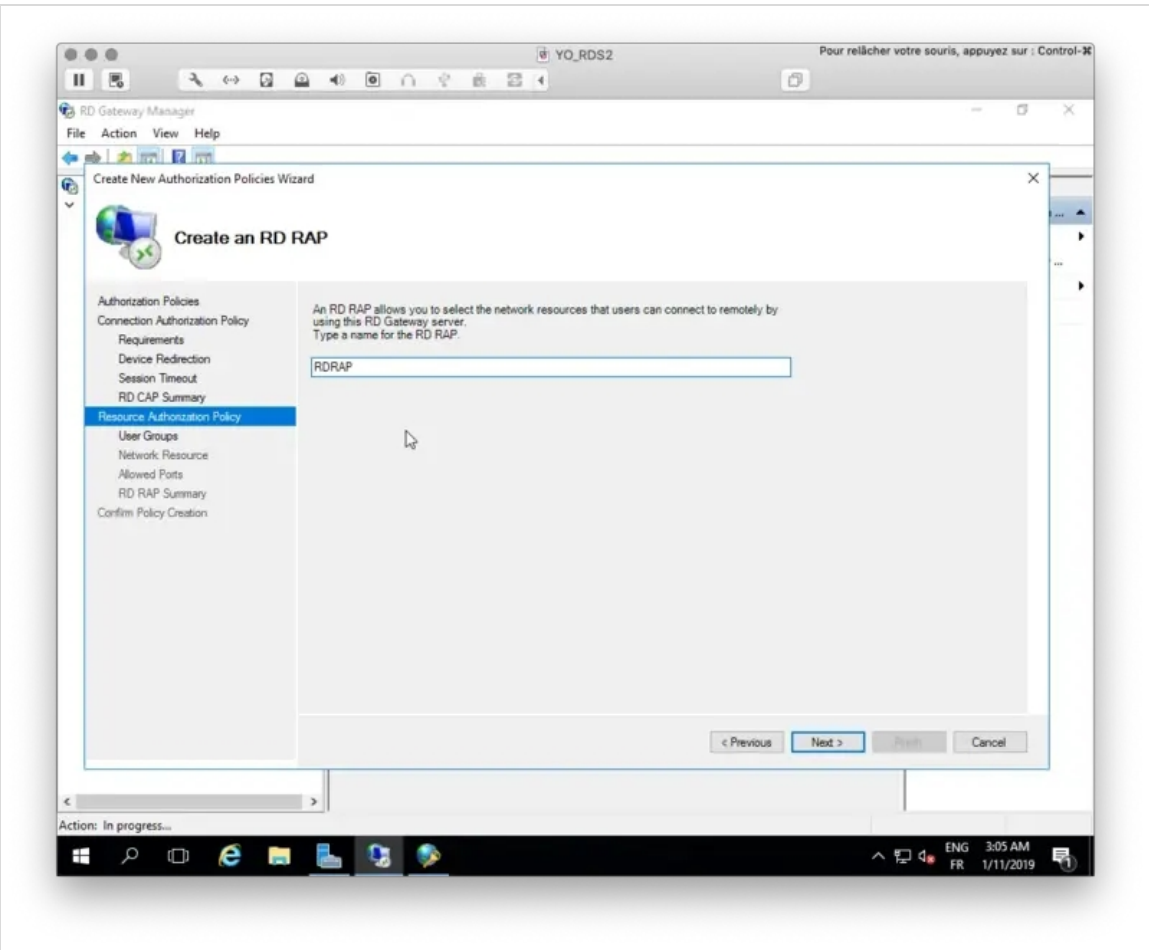 YO_RDS2
Pour relâcher votre souris, appuyez sur : Control-⌘
RD Gateway Manager
File Action View Help
Create New Authorization Policies Wizard
Create an RD RAP
Authorization Policies
Connection Authorization Policy
Requirements
Device Redirection
Session Timeout
RD CAP Summary
Resource Authorization Policy
User Groups
Network Resource
Allowed Ports
RD RAP Summary
Confirm Policy Creation
An RD RAP allows you to select the network resources that users can connect to remotely by
using this RD Gateway server.
Type a name for the RD RAP.
RDRAP
< Previous
Next >
Finish
Cancel
Action: In progress...
ENG
FR
3:05 AM
1/11/2019
1